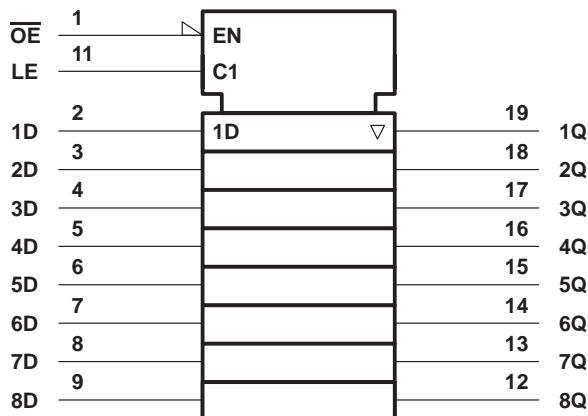 OE 1 EN
LE 11 C1
1D 2 1D ▽ 19 1Q
2D 3 18 2Q
3D 4 17 3Q
4D 5 16 4Q
5D 6 15 5Q
6D 7 14 6Q
7D 8 13 7Q
8D 9 12 8Q